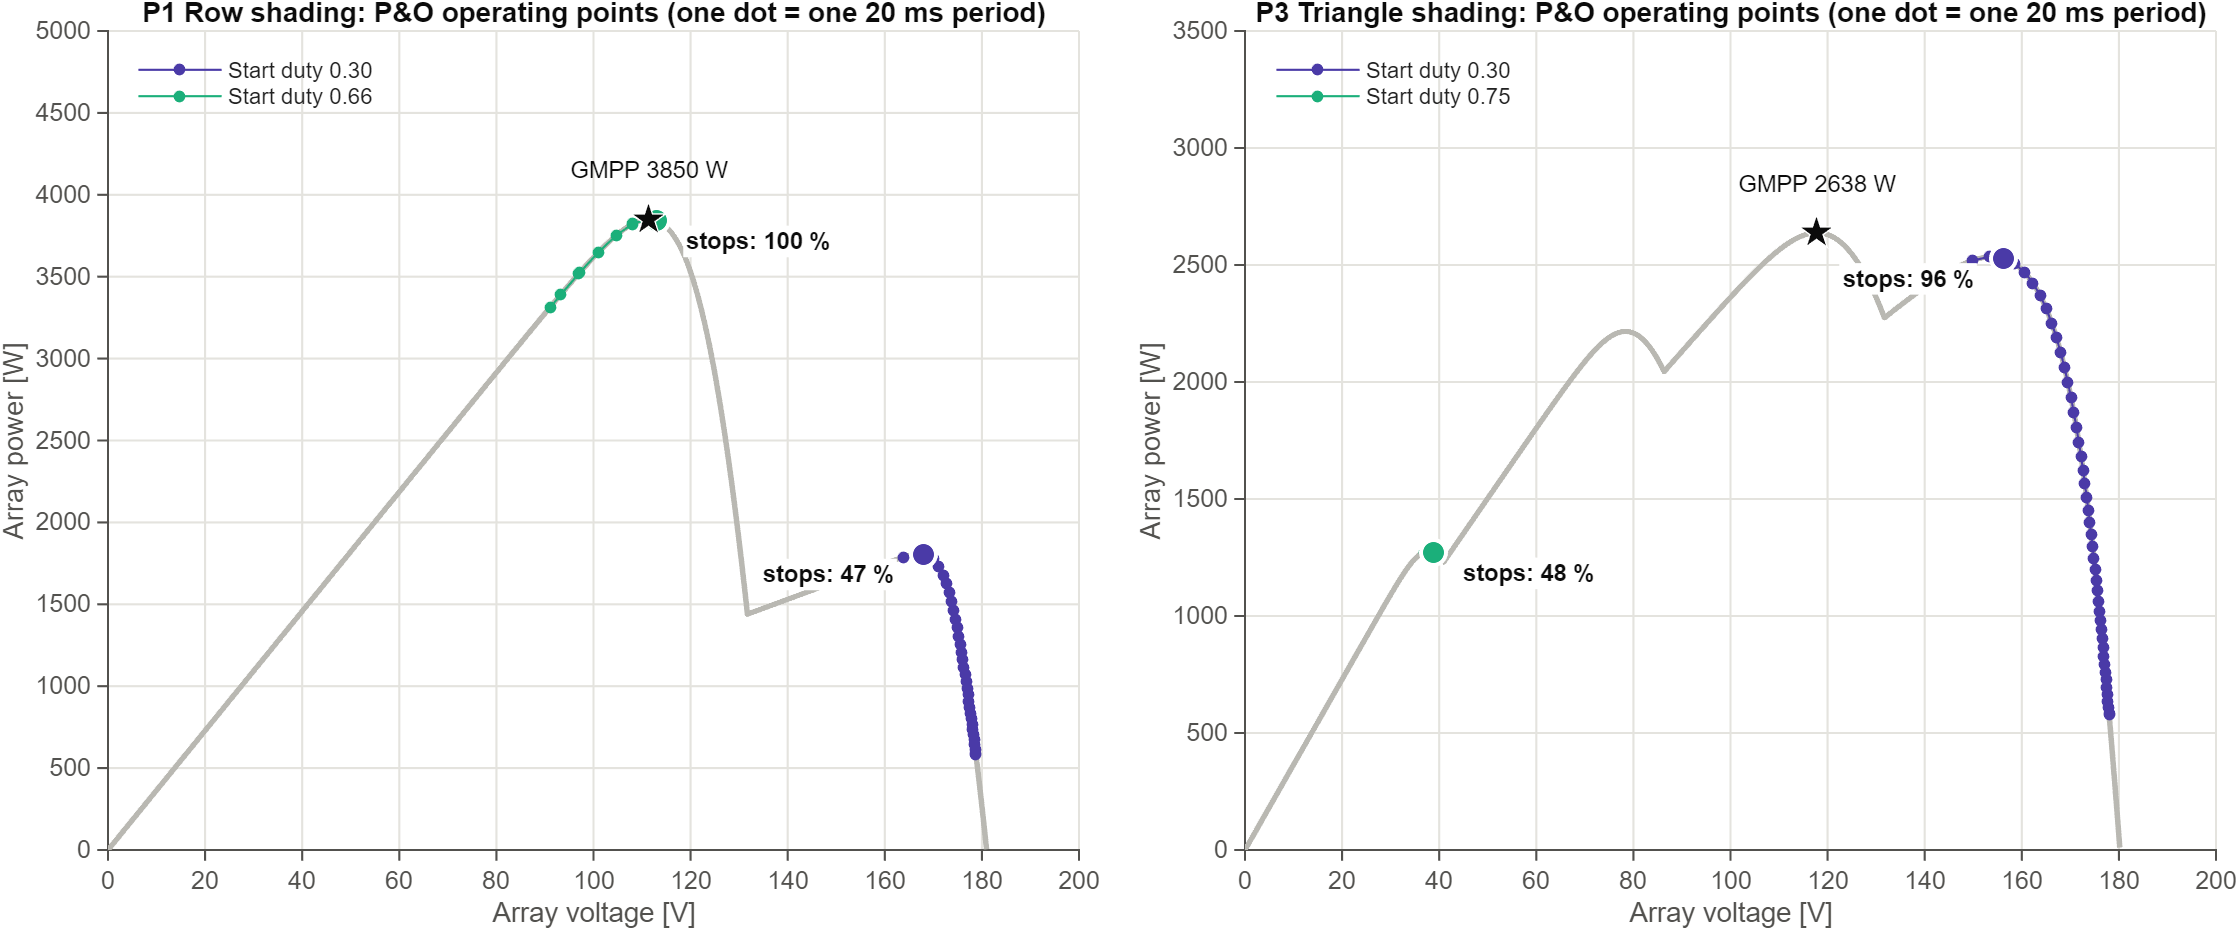 P1 Row shading: P&O operating points (one dot = one 20 ms period)
5000
4500
4000
3500
3000
2500
2000
1500
1000
500
0
Array power [W]
Start duty 0.30
Start duty 0.66
GMPP 3850 W
stops: 100 %
stops: 47 %
0 20 40 60 80 100 120 140 160 180 200
Array voltage [V]
P3 Triangle shading: P&O operating points (one dot = one 20 ms period)
3500
3000
2500
2000
1500
1000
500
0
Array power [W]
Start duty 0.30
Start duty 0.75
GMPP 2638 W
stops: 96 %
stops: 48 %
0 20 40 60 80 100 120 140 160 180 200
Array voltage [V]